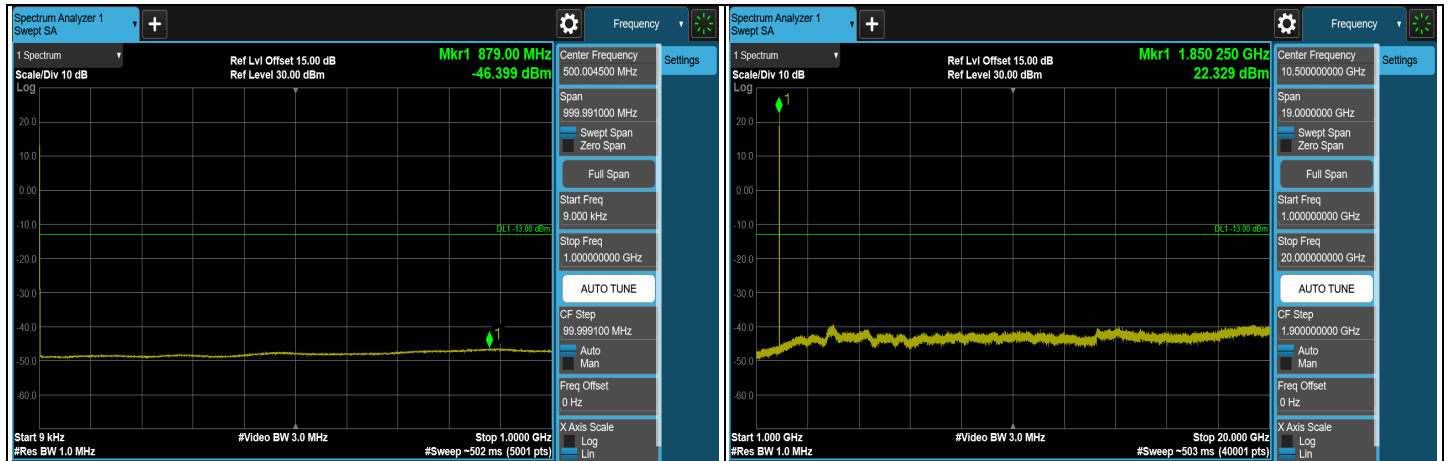 Spectrum Analyzer 1
Swept SA
+
Frequency
1 Spectrum
Scale/Div 10 dB
Log
Ref Lvl Offset 15.00 dB
Ref Level 30.00 dBm
Mkr1 879.00 MHz
-46.399 dBm
1
20.0
10.0
0.00
-10.0
-20.0
-30.0
-40.0
-50.0
-60.0
DL1 -13.00 dBm
Start 9 kHz
#Res BW 1.0 MHz
#Video BW 3.0 MHz
Stop 1.0000 GHz
#Sweep ~502 ms (5001 pts)
Center Frequency
500.004500 MHz
Span
999.991000 MHz
Swept Span
Zero Span
Full Span
Start Freq
9.000 kHz
Stop Freq
1.000000000 GHz
AUTO TUNE
CF Step
99.999100 MHz
Auto
Man
Freq Offset
0 Hz
X Axis Scale
Log
Lin
Settings
Spectrum Analyzer 1
Swept SA
+
Frequency
1 Spectrum
Scale/Div 10 dB
Log
Ref Lvl Offset 15.00 dB
Ref Level 30.00 dBm
Mkr1 1.850 250 GHz
22.329 dBm
1
20.0
10.0
0.00
-10.0
-20.0
-30.0
-40.0
-50.0
-60.0
DL1 -13.00 dBm
Start 1.000 GHz
#Res BW 1.0 MHz
#Video BW 3.0 MHz
Stop 20.000 GHz
#Sweep ~503 ms (40001 pts)
Center Frequency
10.500000000 GHz
Span
19.0000000 GHz
Swept Span
Zero Span
Full Span
Start Freq
1.000000000 GHz
Stop Freq
20.000000000 GHz
AUTO TUNE
CF Step
1.900000000 GHz
Auto
Man
Freq Offset
0 Hz
X Axis Scale
Log
Lin
Settings